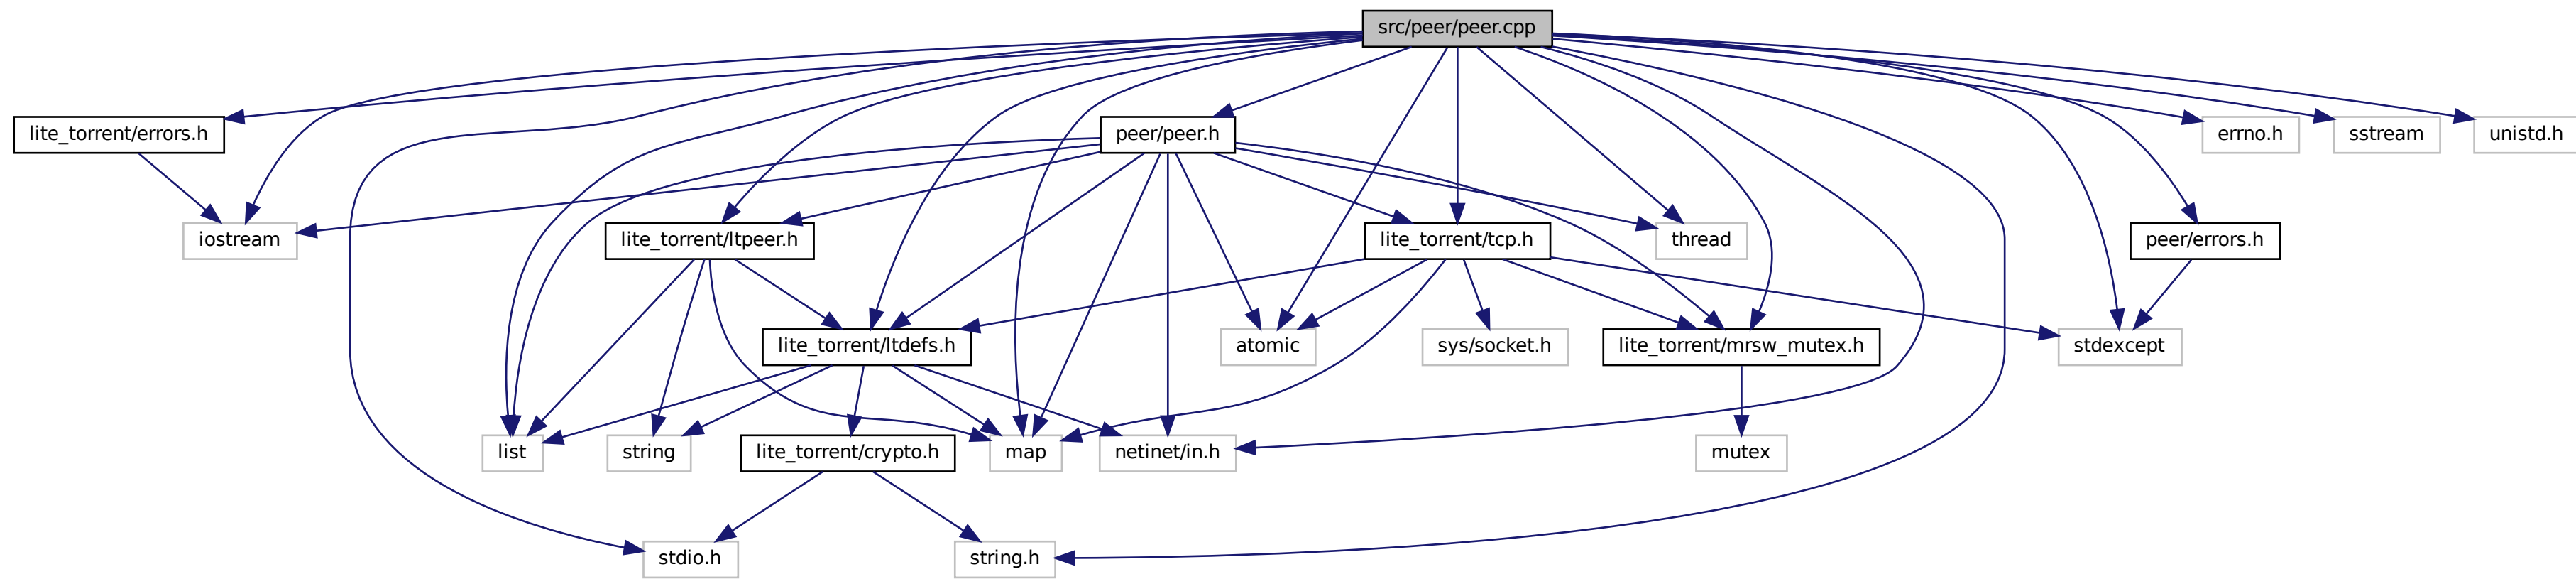 src/peer/peer.cpp
lite_torrent/errors.h
peer/peer.h
errno.h
sstream
unistd.h
iostream
lite_torrent/ltpeer.h
lite_torrent/tcp.h
thread
peer/errors.h
lite_torrent/ltdefs.h
atomic
sys/socket.h
lite_torrent/mrsw_mutex.h
stdexcept
list
string
lite_torrent/crypto.h
map
netinet/in.h
mutex
stdio.h
string.h